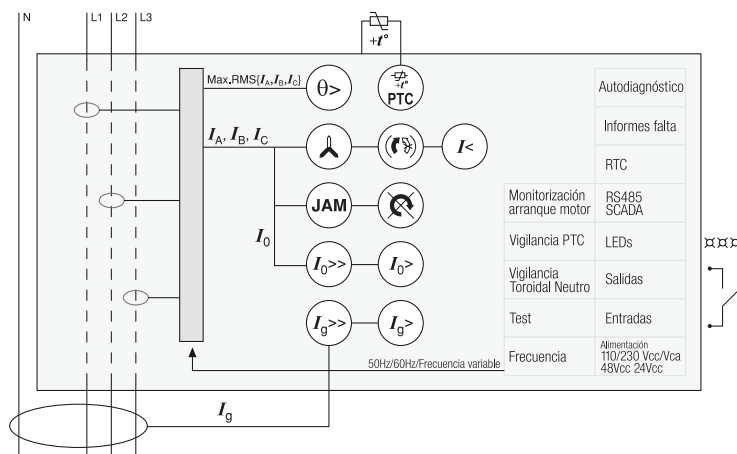 N
L1
L2
L3
+t°
Max.RMS{IA,IB,IC}
θ>
+t°
PTC
IA, IB, IC
I<
JAM
I0
I0>>
I0>
Ig>>
Ig>
50Hz/60Hz/Frecuencia variable
Ig
Autodiagnóstico
Informes falta
RTC
Monitorización
arranque motor
RS485
SCADA
Vigilancia PTC
LEDs
Vigilancia
Toroidal Neutro
Salidas
Test
Entradas
Frecuencia
Alimentación
110/230 Vcc/Vca
48Vcc 24Vcc